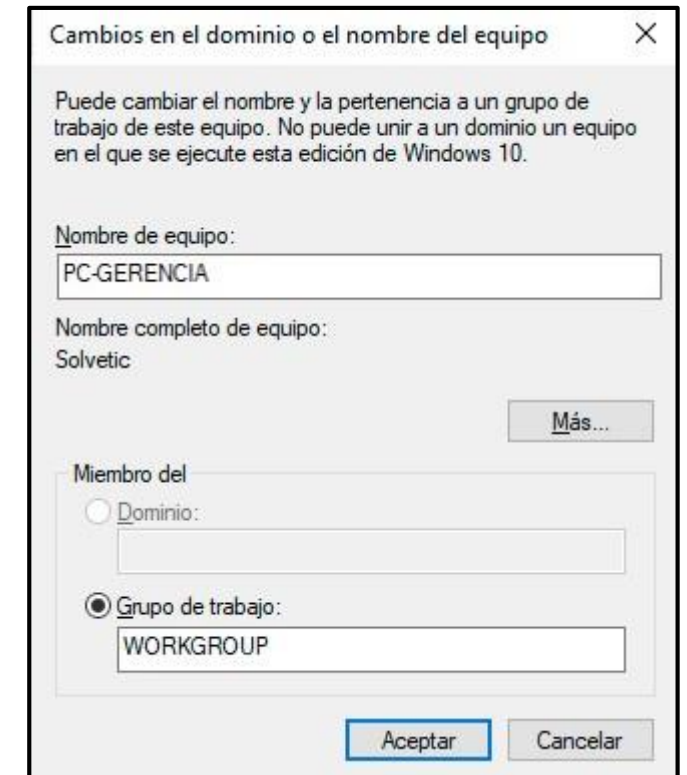 Cambios en el dominio o el nombre del equipo
Puede cambiar el nombre y la pertenencia a un grupo de
trabajo de este equipo. No puede unir a un dominio un equipo
en el que se ejecute esta edición de Windows 10.
Nombre de equipo:
PC-GERENCIA
Nombre completo de equipo:
Solvetic
Más...
Miembro del
Dominio:
Grupo de trabajo:
WORKGROUP
Aceptar Cancelar